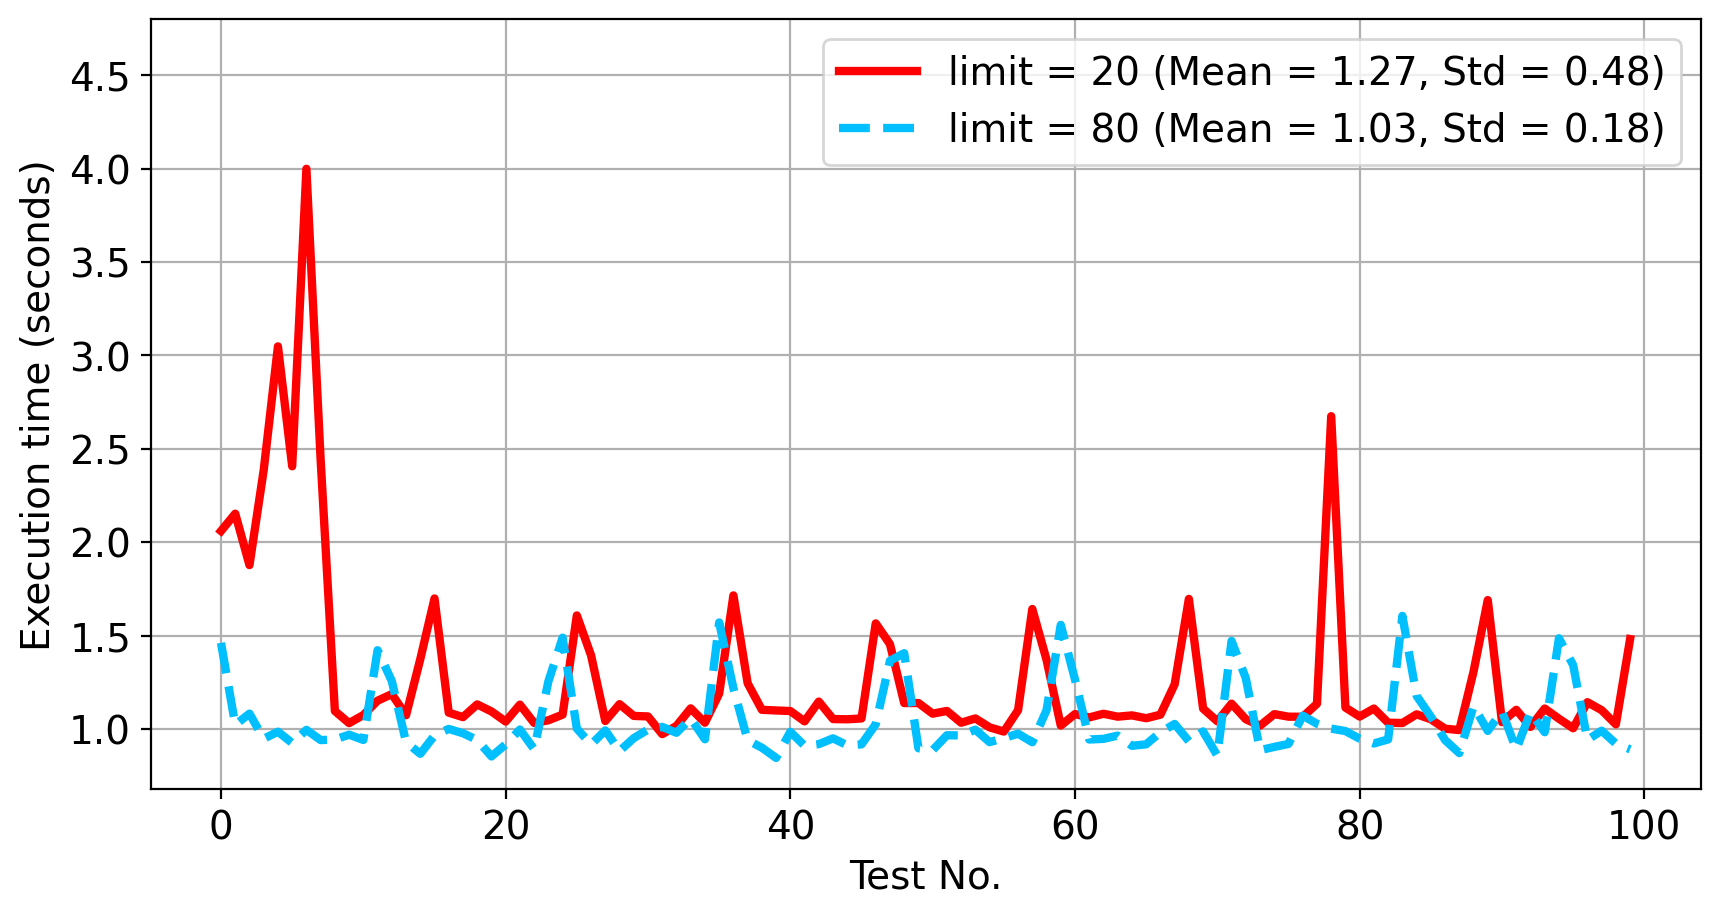 limit = 20 (Mean = 1.27, Std = 0.48)
limit = 80 (Mean = 1.03, Std = 0.18)
Execution time (seconds)
4.5
4.0
3.5
3.0
2.5
2.0
1.5
1.0
0 20 40 60 80 100
Test No.